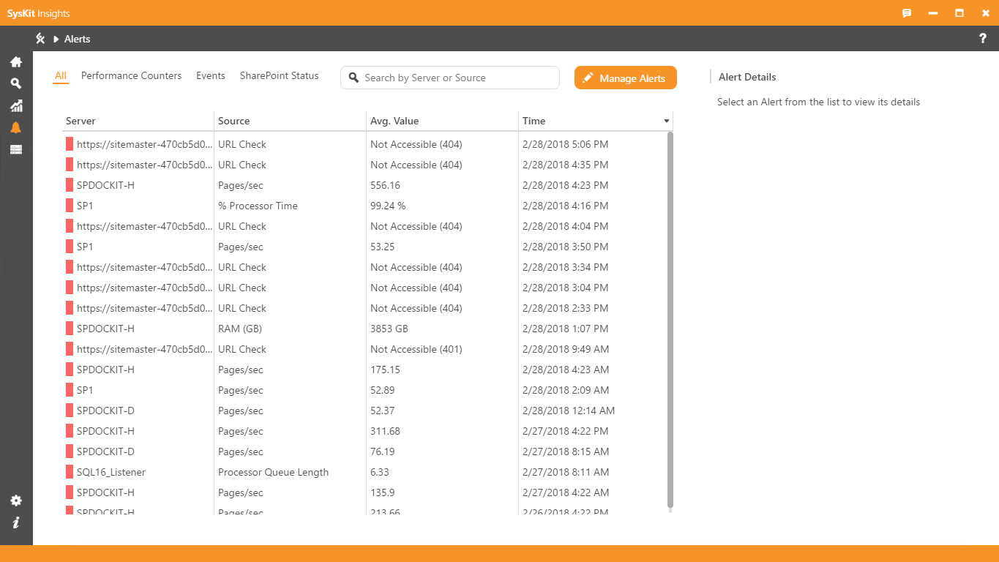 SysKit Insights
Alerts
?
All Performance Counters Events SharePoint Status
Search by Server or Source
Manage Alerts
Alert Details
Select an Alert from the list to view its details
Server Source Avg. Value Time
https://sitemaster-470cb5d0... URL Check Not Accessible (404) 2/28/2018 5:06 PM
https://sitemaster-470cb5d0... URL Check Not Accessible (404) 2/28/2018 4:35 PM
SPDOCKIT-H Pages/sec 556.16 2/28/2018 4:23 PM
SP1 % Processor Time 99.24 % 2/28/2018 4:16 PM
https://sitemaster-470cb5d0... URL Check Not Accessible (404) 2/28/2018 4:04 PM
SP1 Pages/sec 53.25 2/28/2018 3:50 PM
https://sitemaster-470cb5d0... URL Check Not Accessible (404) 2/28/2018 3:34 PM
https://sitemaster-470cb5d0... URL Check Not Accessible (404) 2/28/2018 3:04 PM
https://sitemaster-470cb5d0... URL Check Not Accessible (404) 2/28/2018 2:33 PM
SPDOCKIT-H RAM (GB) 3853 GB 2/28/2018 1:07 PM
https://sitemaster-470cb5d0... URL Check Not Accessible (401) 2/28/2018 9:49 AM
SPDOCKIT-H Pages/sec 175.15 2/28/2018 4:23 AM
SP1 Pages/sec 52.89 2/28/2018 2:09 AM
SPDOCKIT-D Pages/sec 52.37 2/28/2018 12:14 AM
SPDOCKIT-H Pages/sec 311.68 2/27/2018 4:22 PM
SPDOCKIT-D Pages/sec 76.19 2/27/2018 8:15 AM
SQL16_Listener Processor Queue Length 6.33 2/27/2018 8:11 AM
SPDOCKIT-H Pages/sec 135.9 2/27/2018 4:22 AM
SPDOCKIT-H Pages/sec 213.66 2/26/2018 4:22 PM